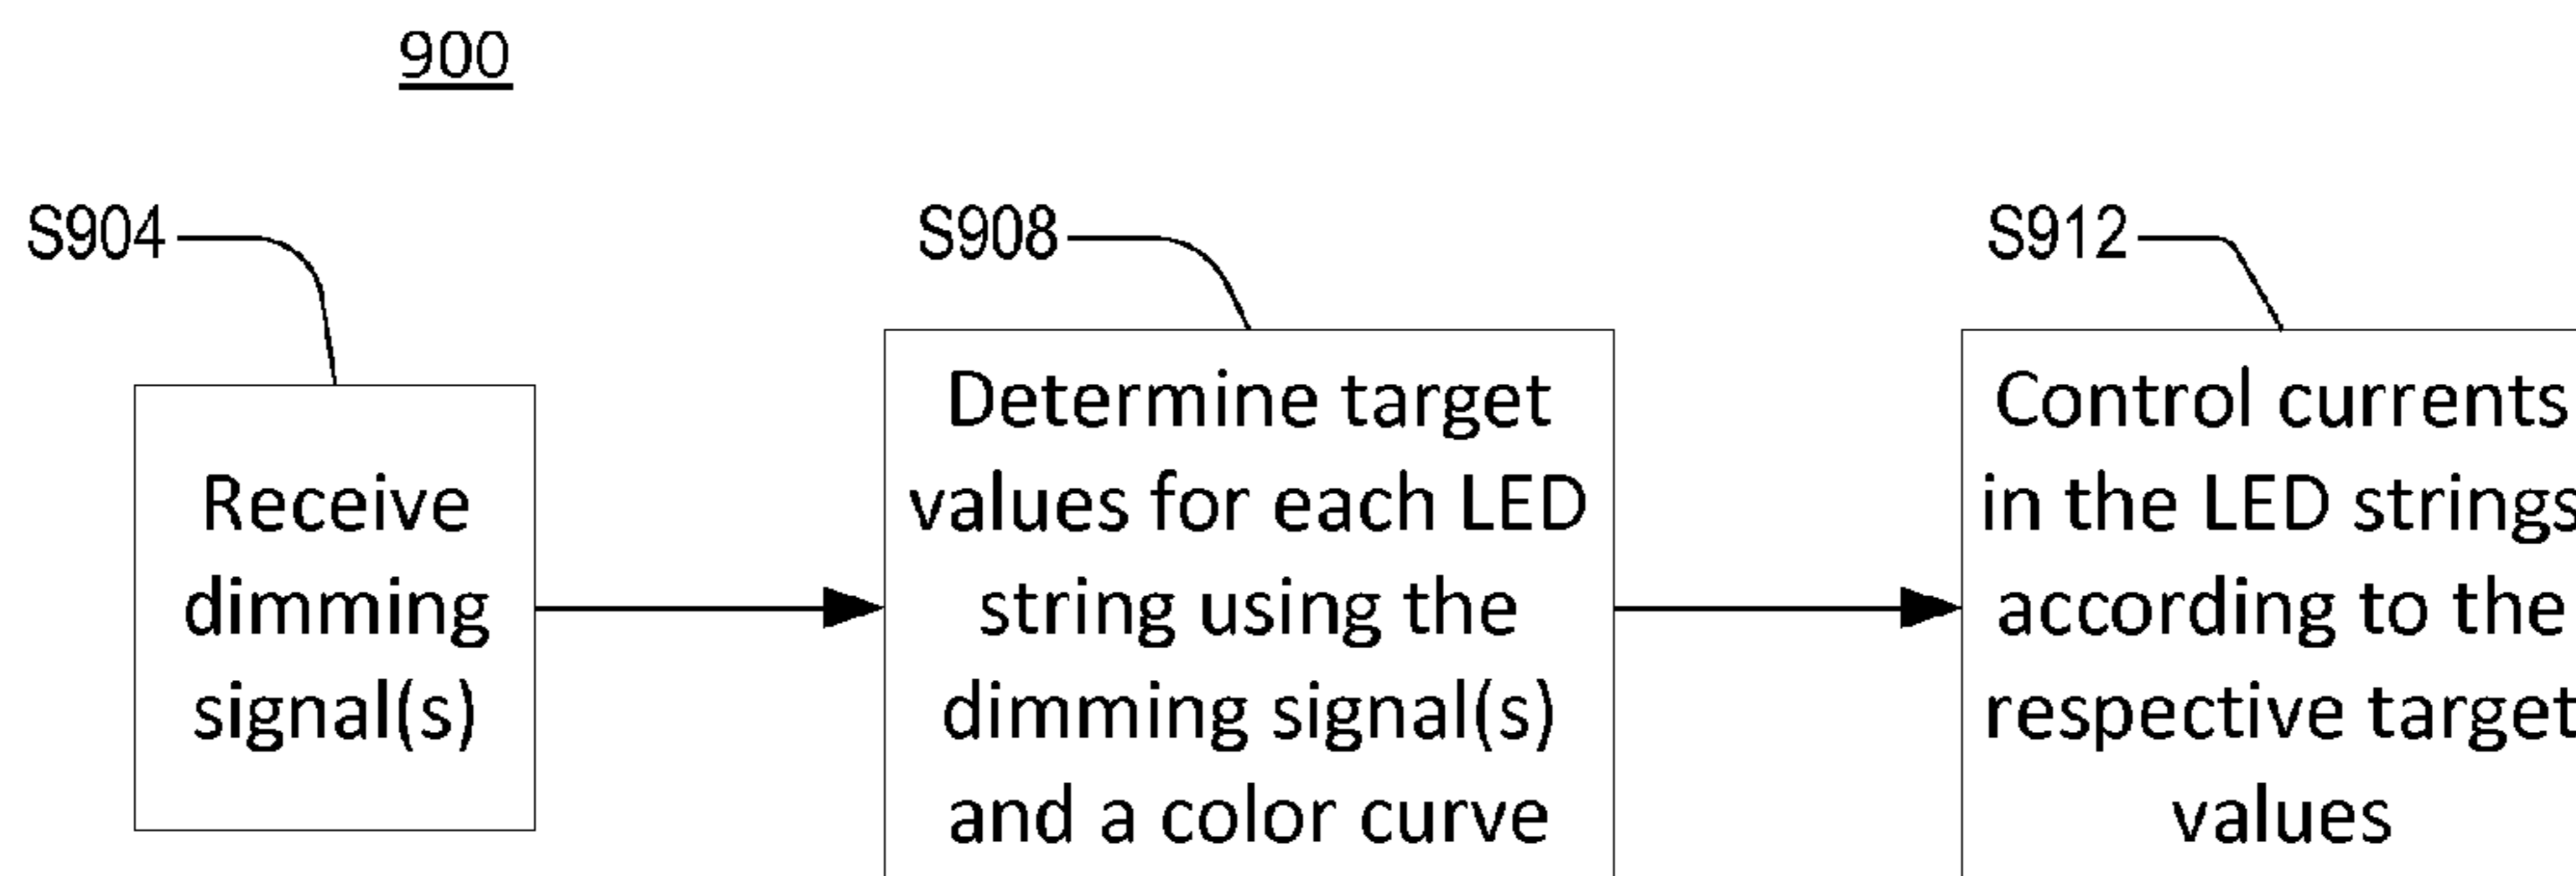 900
S904
S908
S912
Receive
dimming
signal(s)
Determine target
values for each LED
string using the
dimming signal(s)
and a color curve
Control currents
in the LED strings
according to the
respective target
values